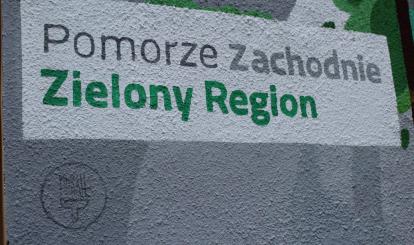 Pomorze Zachodnie
Zielony Region